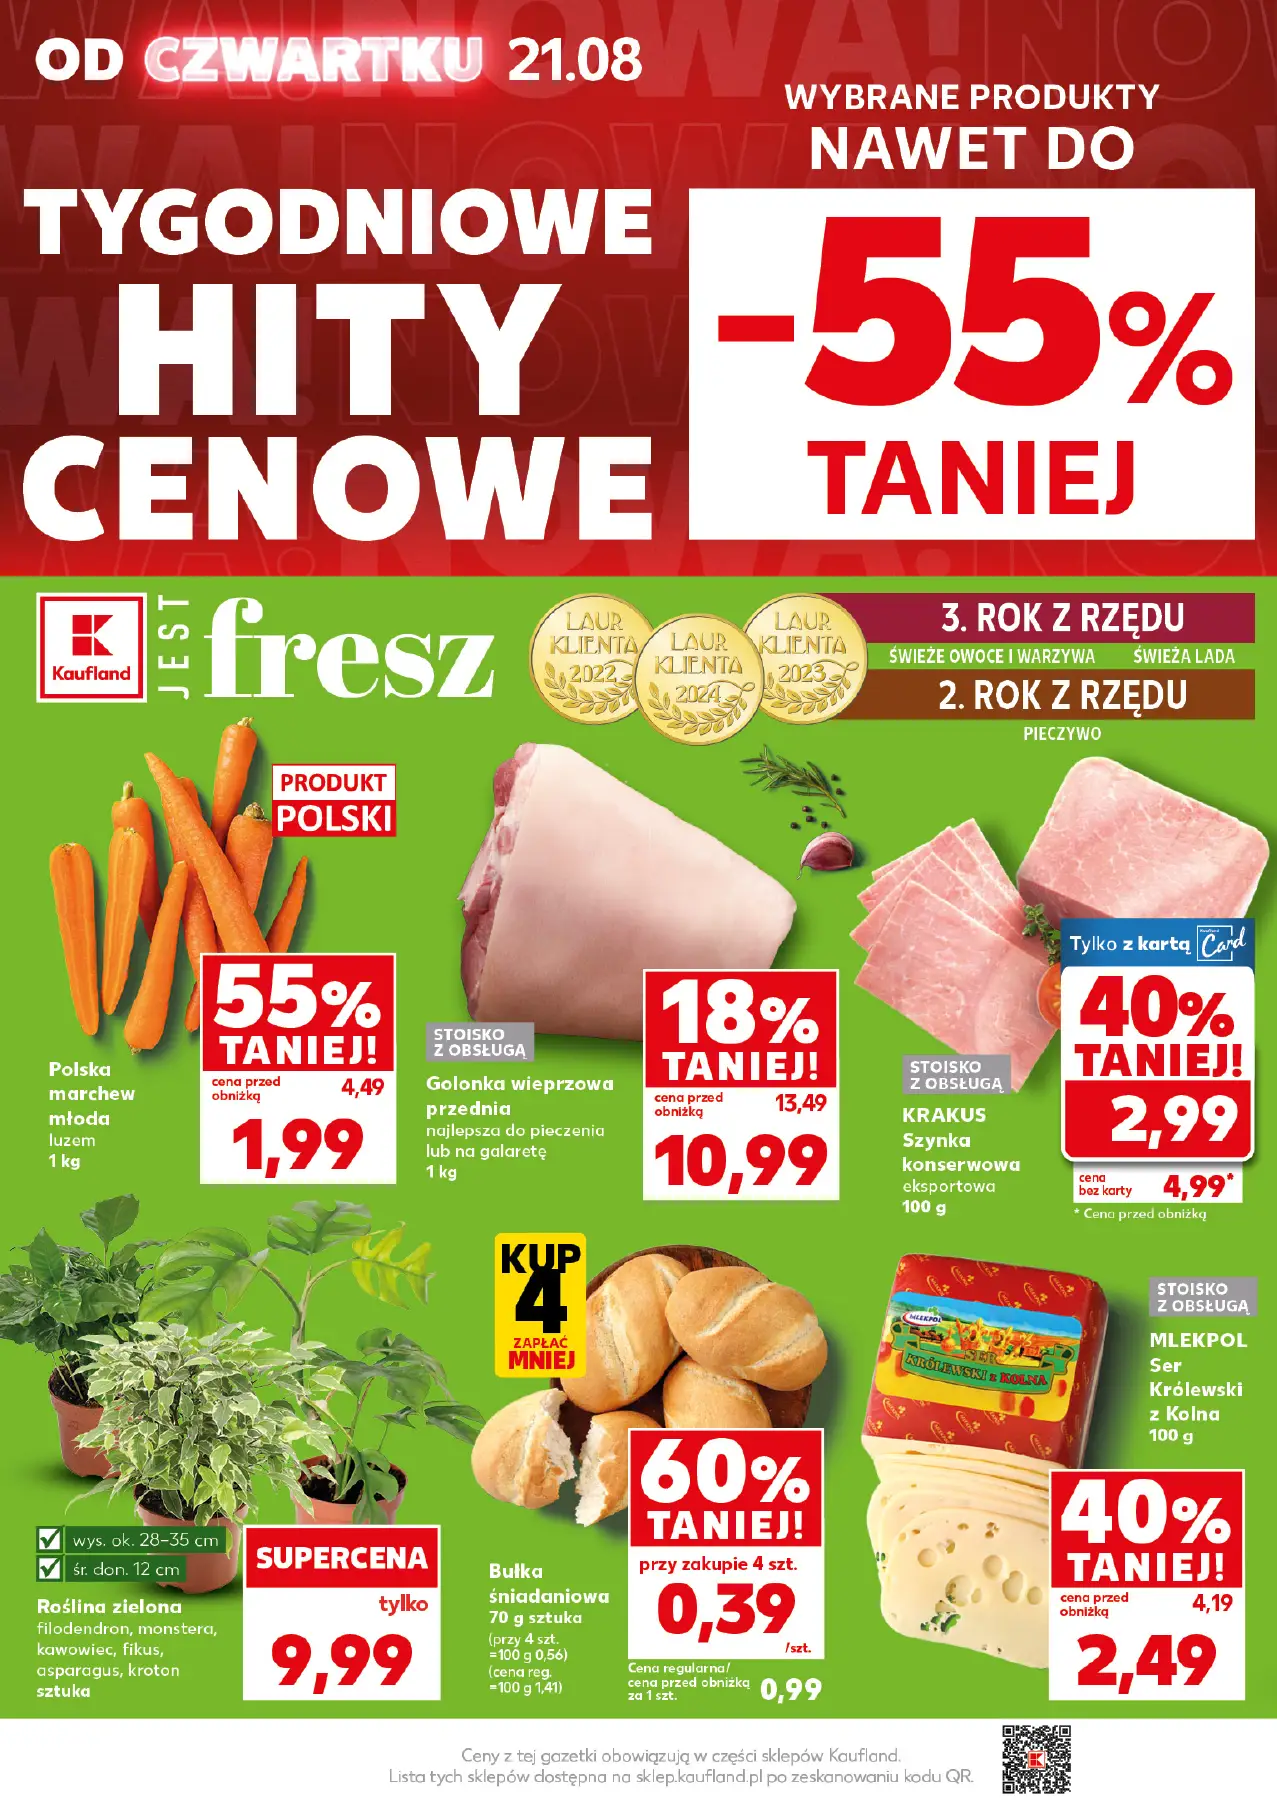 OD CZWARTKU 21.08
WYBRANE PRODUKTY
NAWET DO
-55%
TANIEJ
TYGODNIOWE
HITY
CENOWE
Kaufland
JEST
fresz
LAUR
KLIENTA
2022
LAUR
KLIENTA
2024
LAUR
KLIENTA
2023
3. ROK Z RZĘDU
ŚWIEŻE OWOCE I WARZYWA ŚWIEŻA LADA
2. ROK Z RZĘDU
PIECZYWO
PRODUKT
POLSKI
55%
TANIEJ!
cena przed
obniżką
4,49
1,99
Polska
marchew
młoda
luzem
1 kg
STOISKO
Z OBSŁUGĄ
Golonka wieprzowa
przednia
najlepsza do pieczenia
lub na galaretę
1 kg
18%
TANIEJ!
cena przed
obniżką
13,49
10,99
STOISKO
Z OBSŁUGĄ
KRAKUS
Szynka
konserwowa
eksportowa
100 g
Tylko z kartą Kaufland Card
40%
TANIEJ!
2,99
cena
bez karty
4,99*
* Cena przed obniżką
wys. ok. 28–35 cm
śr. don. 12 cm
Roślina zielona
filodendron, monstera,
kawowiec, fikus,
asparagus, kroton
sztuka
SUPERCENA
tylko
9,99
KUP
4
ZAPŁAĆ
MNIEJ
Bułka
śniadaniowa
70 g sztuka
(przy 4 szt.
=100 g 0,56)
(cena reg.
=100 g 1,41)
60%
TANIEJ!
przy zakupie 4 szt.
0,39
/szt.
Cena regularna/
cena przed obniżką
za 1 szt.
0,99
MLEKPOL
SER
KRÓLEWSKI z KOLNA
STOISKO
Z OBSŁUGĄ
MLEKPOL
Ser
Królewski
z Kolna
100 g
40%
TANIEJ!
cena przed
obniżką
4,19
2,49
Ceny z tej gazetki obowiązują w części sklepów Kaufland.
Lista tych sklepów dostępna na sklep.kaufland.pl po zeskanowaniu kodu QR.